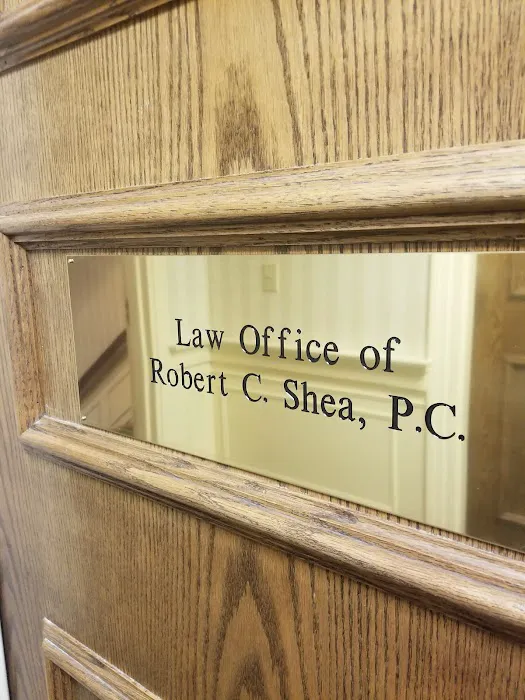 Law Office of
Robert C. Shea, P.C.